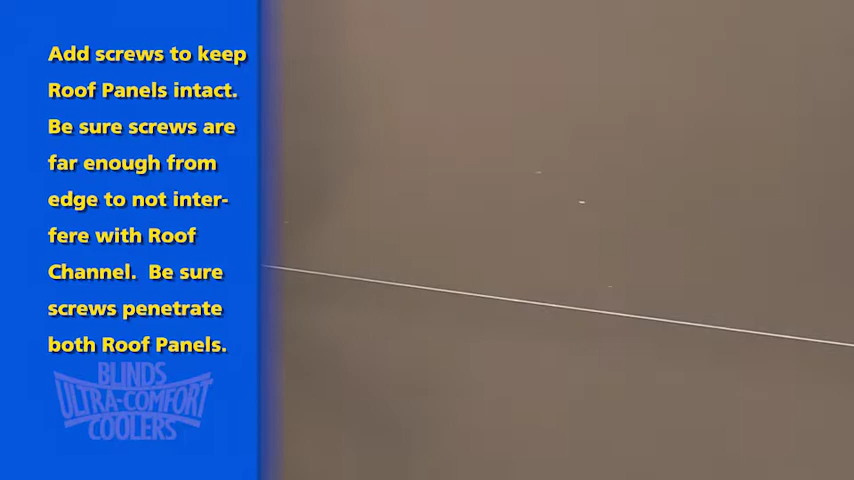 Add screws to keep
Roof Panels intact.
Be sure screws are
far enough from
edge to not inter-
fere with Roof
Channel.  Be sure
screws penetrate
both Roof Panels.
BLINDS
ULTRA-COMFORT
COOLERS